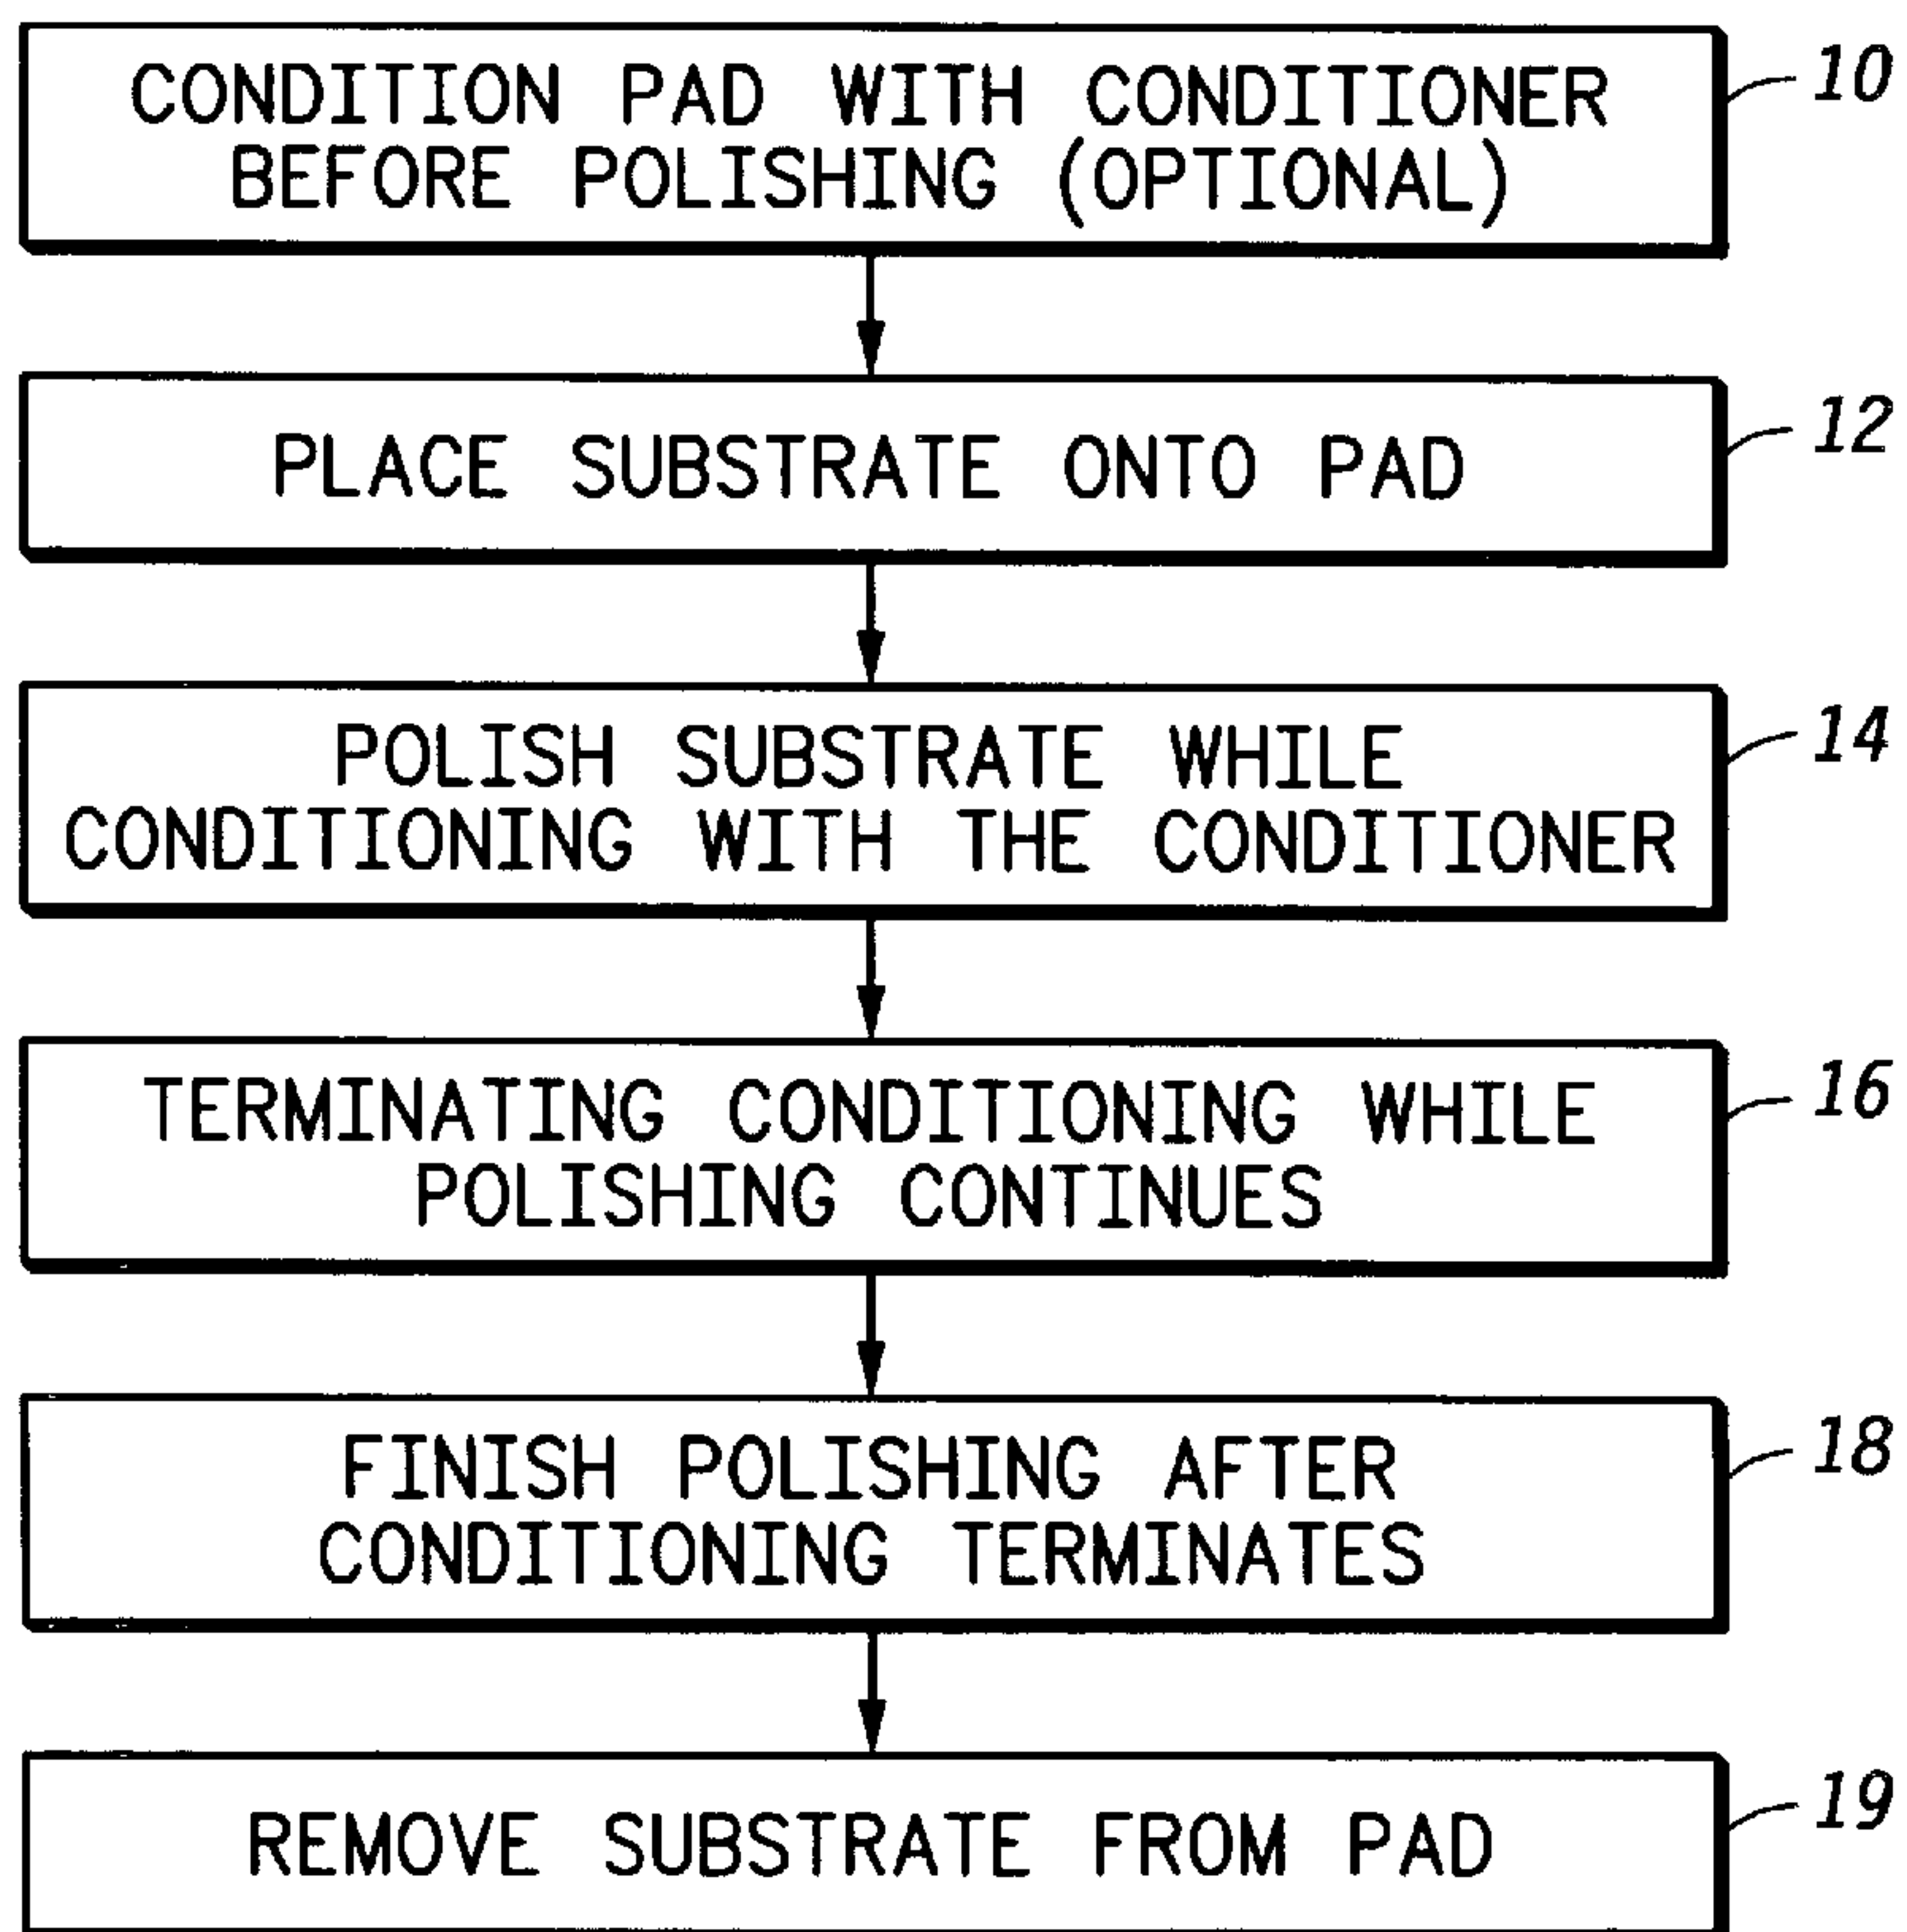 CONDITION PAD WITH CONDITIONER
BEFORE POLISHING (OPTIONAL)
10
PLACE SUBSTRATE ONTO PAD
12
POLISH SUBSTRATE WHILE
CONDITIONING WITH THE CONDITIONER
14
TERMINATING CONDITIONING WHILE
POLISHING CONTINUES
16
FINISH POLISHING AFTER
CONDITIONING TERMINATES
18
REMOVE SUBSTRATE FROM PAD
19